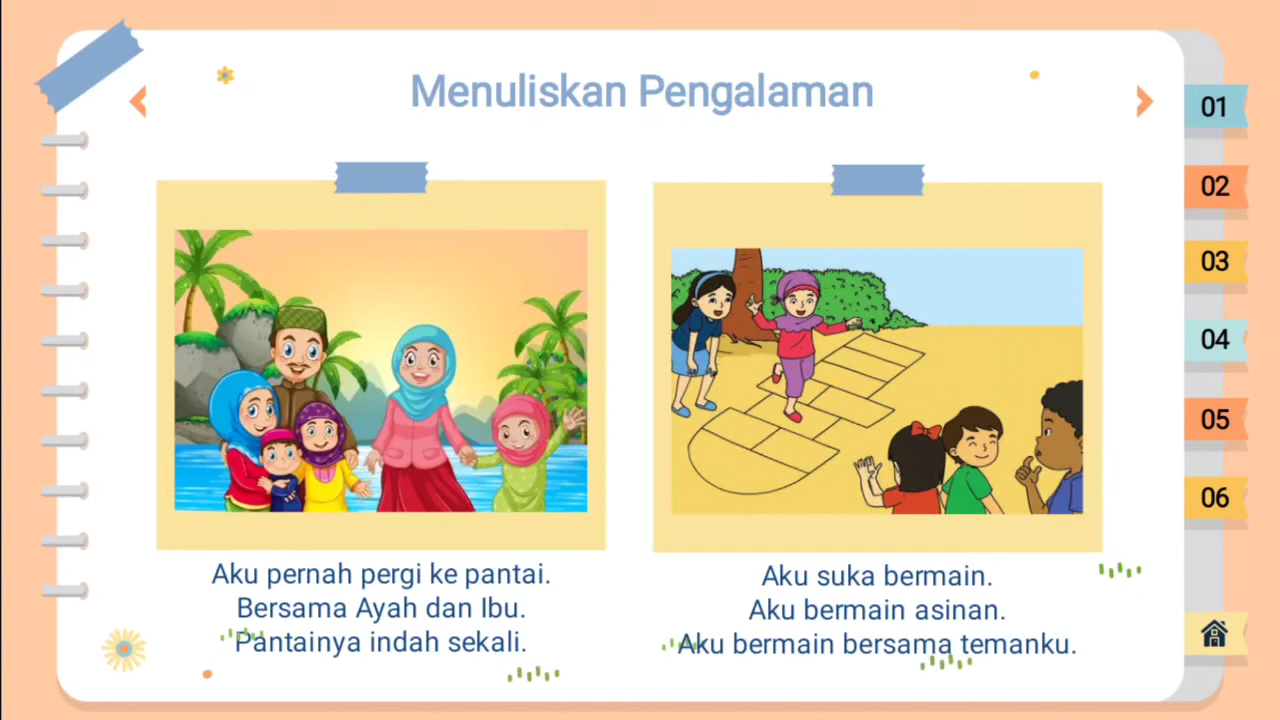 Menuliskan Pengalaman
01
02
03
04
05
06
Aku pernah pergi ke pantai.
Bersama Ayah dan Ibu.
Pantainya indah sekali.
Aku suka bermain.
Aku bermain asinan.
Aku bermain bersama temanku.